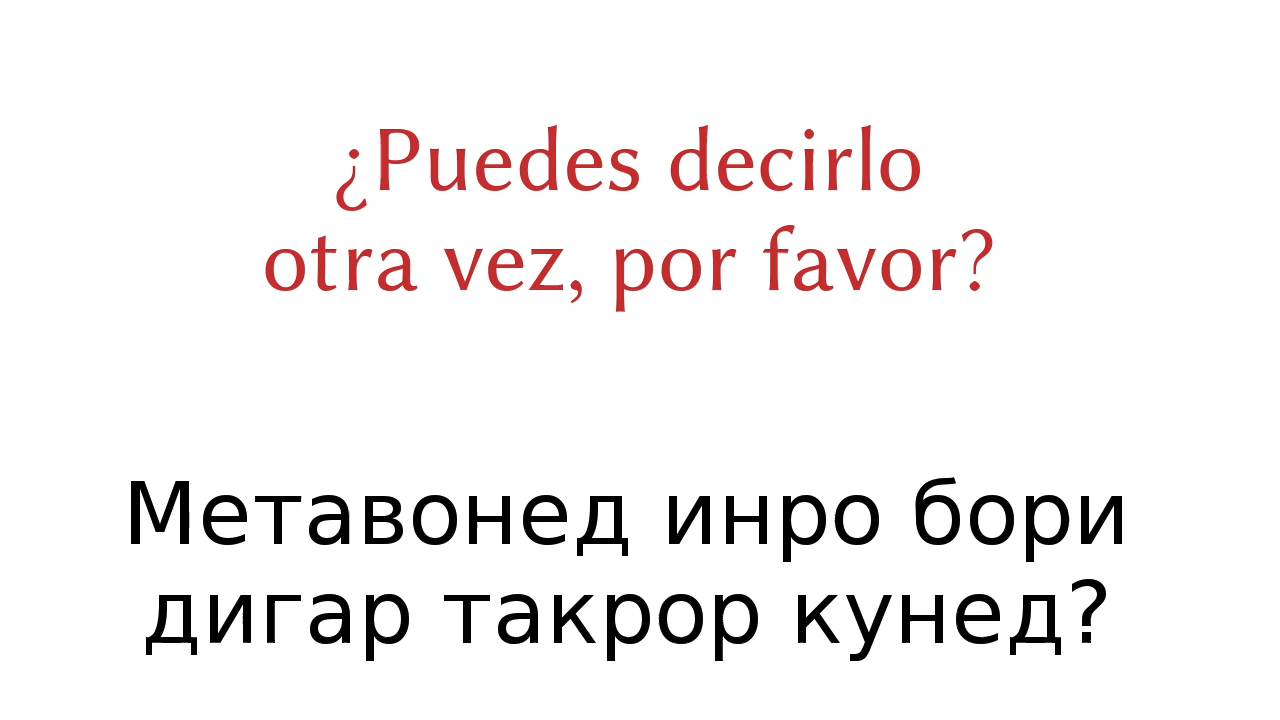 ¿Puedes decirlo
otra vez, por favor?
Метавонед инро бори
дигар такрор кунед?